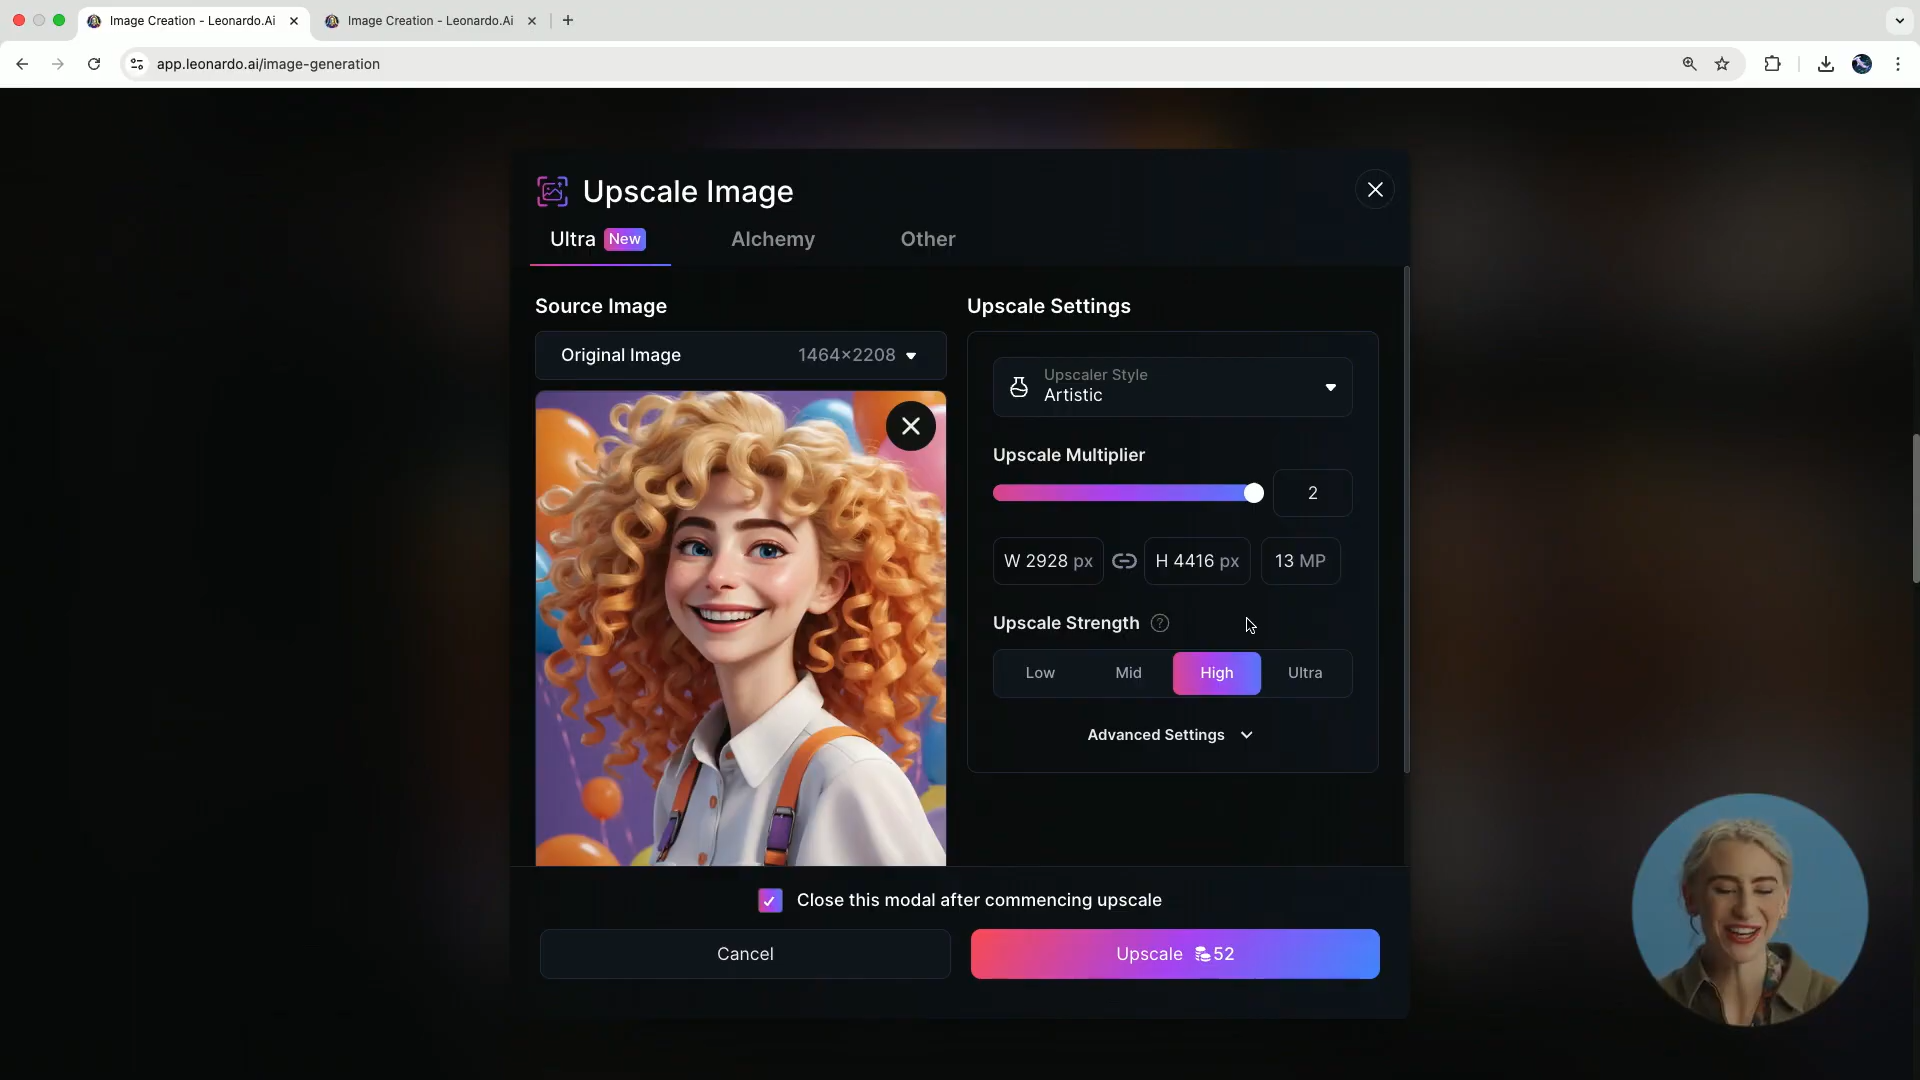 Image Creation - Leonardo.Ai
Image Creation - Leonardo.Ai
app.leonardo.ai/image-generation
Upscale Image
Ultra New Alchemy Other
Source Image
Original Image 1464×2208
Upscale Settings
Upscaler Style
Artistic
Upscale Multiplier
2
W 2928 px H 4416 px 13 MP
Upscale Strength ?
Low Mid High Ultra
Advanced Settings
Close this modal after commencing upscale
Cancel
Upscale 52